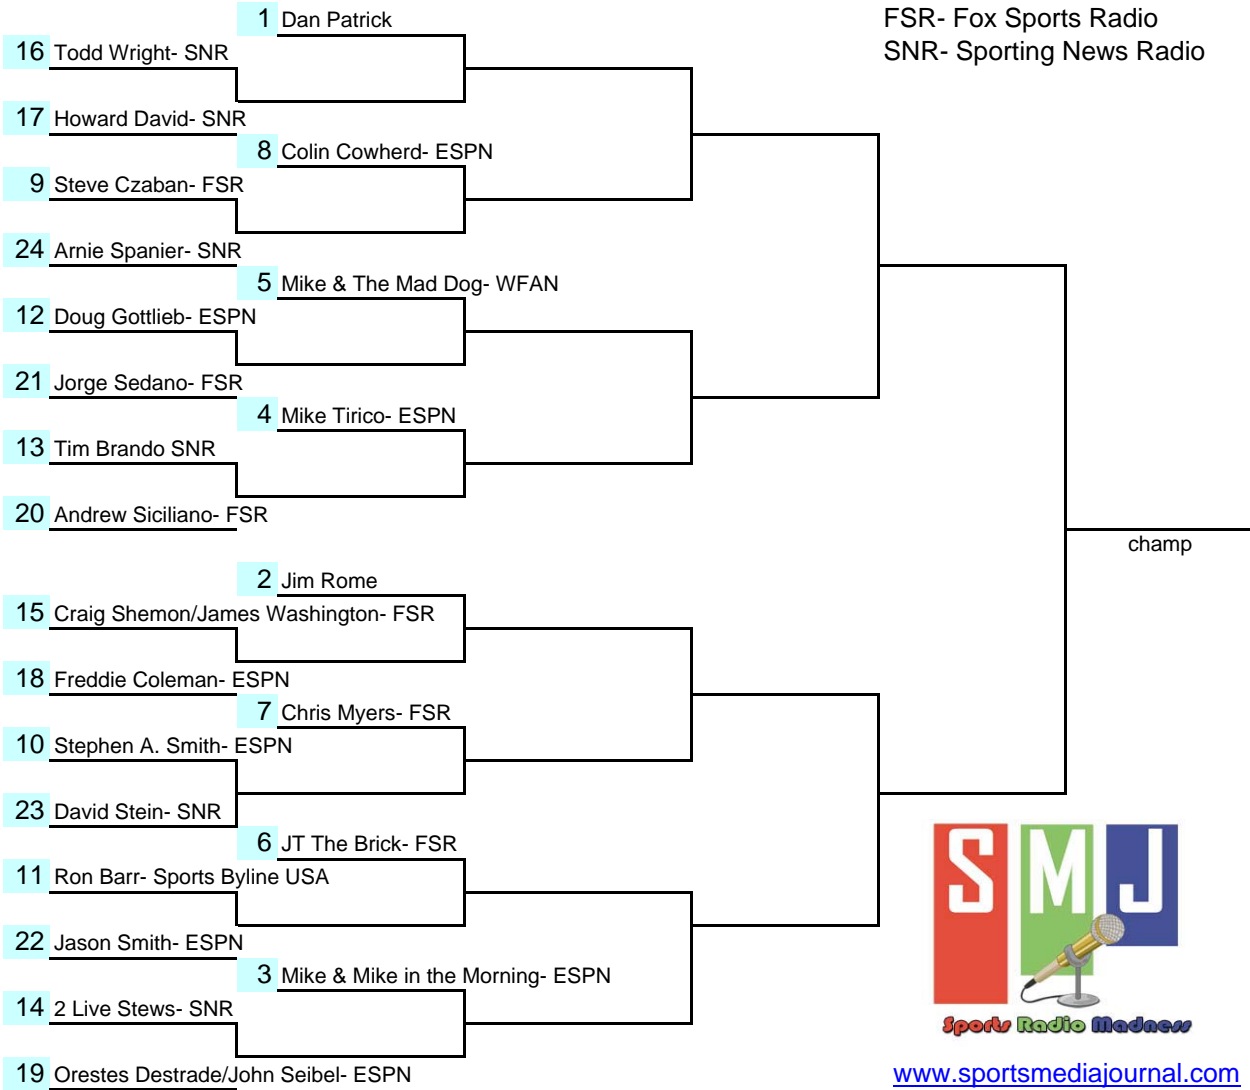 1 Dan Patrick
FSR- Fox Sports Radio
16 Todd Wright- SNR
SNR- Sporting News Radio
17 Howard David- SNR
8 Colin Cowherd- ESPN
9 Steve Czaban- FSR
24 Arnie Spanier- SNR
5 Mike & The Mad Dog- WFAN
12 Doug Gottlieb- ESPN
21 Jorge Sedano- FSR
4 Mike Tirico- ESPN
13 Tim Brando SNR
20 Andrew Siciliano- FSR
champ
2 Jim Rome
15 Craig Shemon/James Washington- FSR
18 Freddie Coleman- ESPN
7 Chris Myers- FSR
10 Stephen A. Smith- ESPN
23 David Stein- SNR
6 JT The Brick- FSR
11 Ron Barr- Sports Byline USA
22 Jason Smith- ESPN
3 Mike & Mike in the Morning- ESPN
14 2 Live Stews- SNR
19 Orestes Destrade/John Seibel- ESPN
SMJ
Sports Radio Madness
www.sportsmediajournal.com